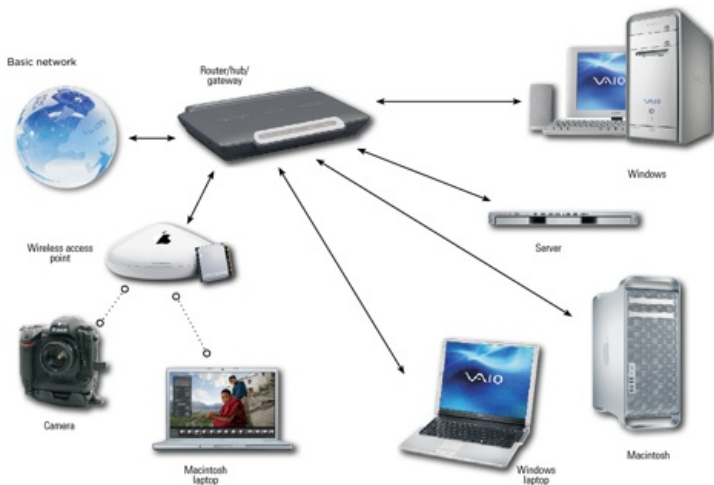 Basic network
Router/hub/
gateway
VAIO
VAIO
Windows
Wireless access
point
Server
Nikon
VAIO
Camera
Macintosh
laptop
Windows
laptop
Macintosh